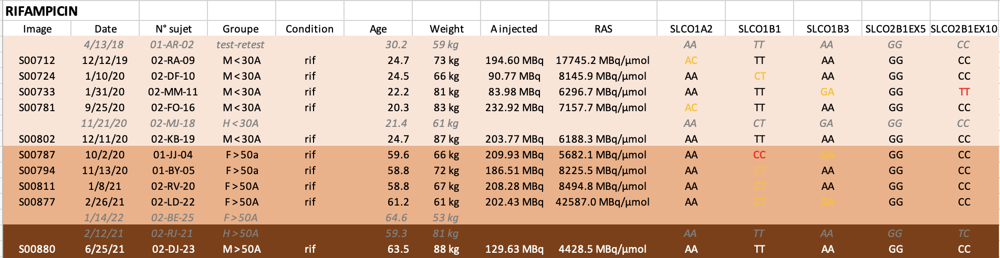 RIFAMPICIN
Image Date N° sujet Groupe Condition Age Weight A injected RAS SLCO1A2 SLCO1B1 SLCO1B3 SLCO2B1EX5 SLCO2B1EX10
4/13/18 01-AR-02 test-retest 30.2 59 kg AA TT AA GG CC
S00712 12/12/19 02-RA-09 M<30A rif 24.7 73 kg 194.60 MBq 17745.2 MBq/µmol AC TT AA GG CC
S00724 1/10/20 02-DF-10 M<30A rif 24.5 66 kg 90.77 MBq 8145.9 MBq/µmol AA CT AA GG CC
S00733 1/31/20 02-MM-11 M<30A rif 22.2 81 kg 83.98 MBq 6296.7 MBq/µmol AA TT GA GG TT
S00781 9/25/20 02-FO-16 M<30A rif 20.3 83 kg 232.92 MBq 7157.7 MBq/µmol AC TT AA GG CC
11/21/20 02-MJ-18 H<30A 21.4 61 kg AA CT GA GG CC
S00802 12/11/20 02-KB-19 M<30A rif 24.7 87 kg 203.77 MBq 6188.3 MBq/µmol AA TT AA GG CC
S00787 10/2/20 01-JJ-04 F>50a rif 59.6 66 kg 209.93 MBq 5682.1 MBq/µmol AA CC GA GG CC
S00794 11/13/20 01-BY-05 F>50a rif 58.8 72 kg 186.51 MBq 8225.5 MBq/µmol AA CT AA GG CC
S00811 1/8/21 02-RV-20 F>50A rif 58.8 67 kg 208.28 MBq 8494.8 MBq/µmol AA CT AA GG CC
S00877 2/26/21 02-LD-22 F>50A rif 61.2 61 kg 202.43 MBq 42587.0 MBq/µmol AA CT GA GG CC
1/14/22 02-BE-25 F>50A 64.6 53 kg
2/12/21 02-RJ-21 H>50A 59.3 81 kg AA TT AA GG TC
S00880 6/25/21 02-DJ-23 M>50A rif 63.5 88 kg 129.63 MBq 4428.5 MBq/µmol AA TT AA GG CC